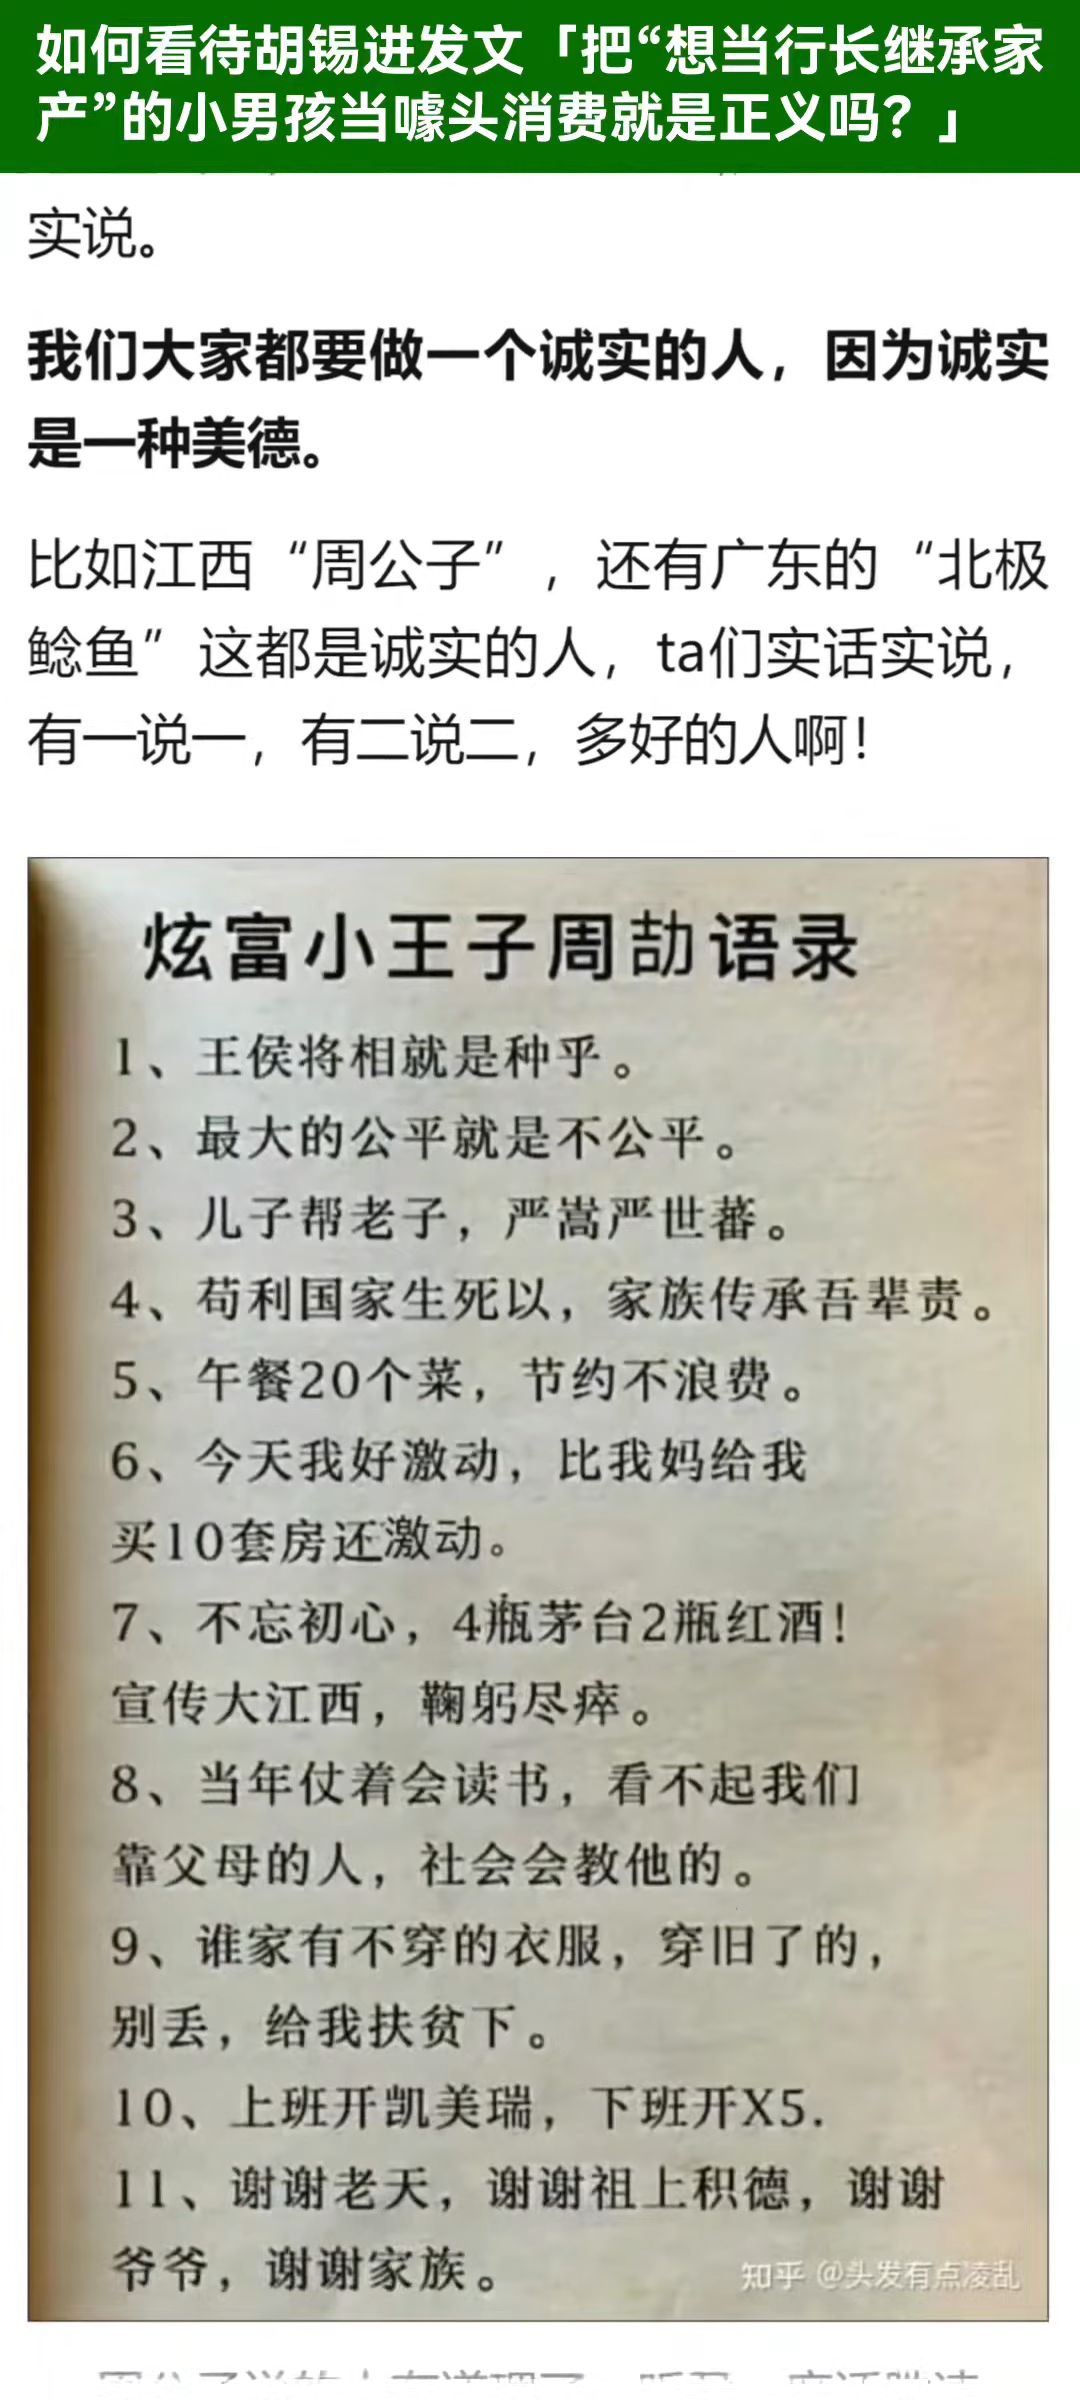 如何看待胡锡进发文「把“想当行长继承家
产”的小男孩当噱头消费就是正义吗？」
实说。
我们大家都要做一个诚实的人，因为诚实
是一种美德。
比如江西“周公子”，还有广东的“北极
鲶鱼”这都是诚实的人，ta们实话实说，
有一说一，有二说二，多好的人啊！
炫富小王子周劼语录
1、王侯将相就是种乎。
2、最大的公平就是不公平。
3、儿子帮老子，严嵩严世蕃。
4、苟利国家生死以，家族传承吾辈责。
5、午餐20个菜，节约不浪费。
6、今天我好激动，比我妈给我
买10套房还激动。
7、不忘初心，4瓶茅台2瓶红酒！
宣传大江西，鞠躬尽瘁。
8、当年仗着会读书，看不起我们
靠父母的人，社会会教他的。
9、谁家有不穿的衣服，穿旧了的，
别丢，给我扶贫下。
10、上班开凯美瑞，下班开X5.
11、谢谢老天，谢谢祖上积德，谢谢
爷爷，谢谢家族。
知乎 @头发有点凌乱